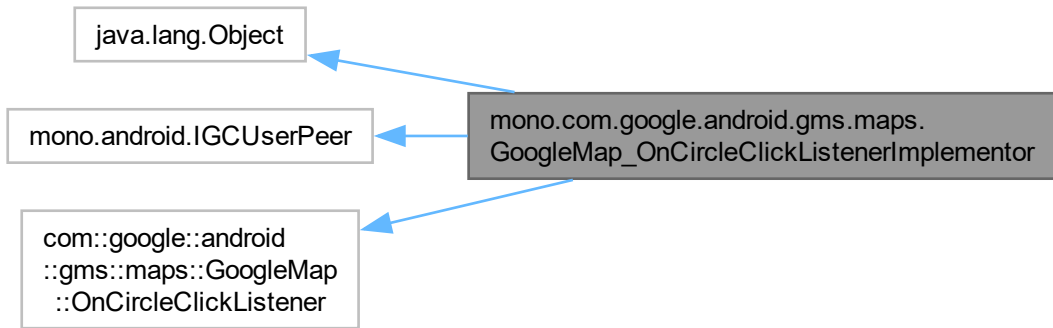 java.lang.Object
mono.android.IGCUserPeer
com::google::android
::gms::maps::GoogleMap
::OnCircleClickListener
mono.com.google.android.gms.maps.
GoogleMap_OnCircleClickListenerImplementor